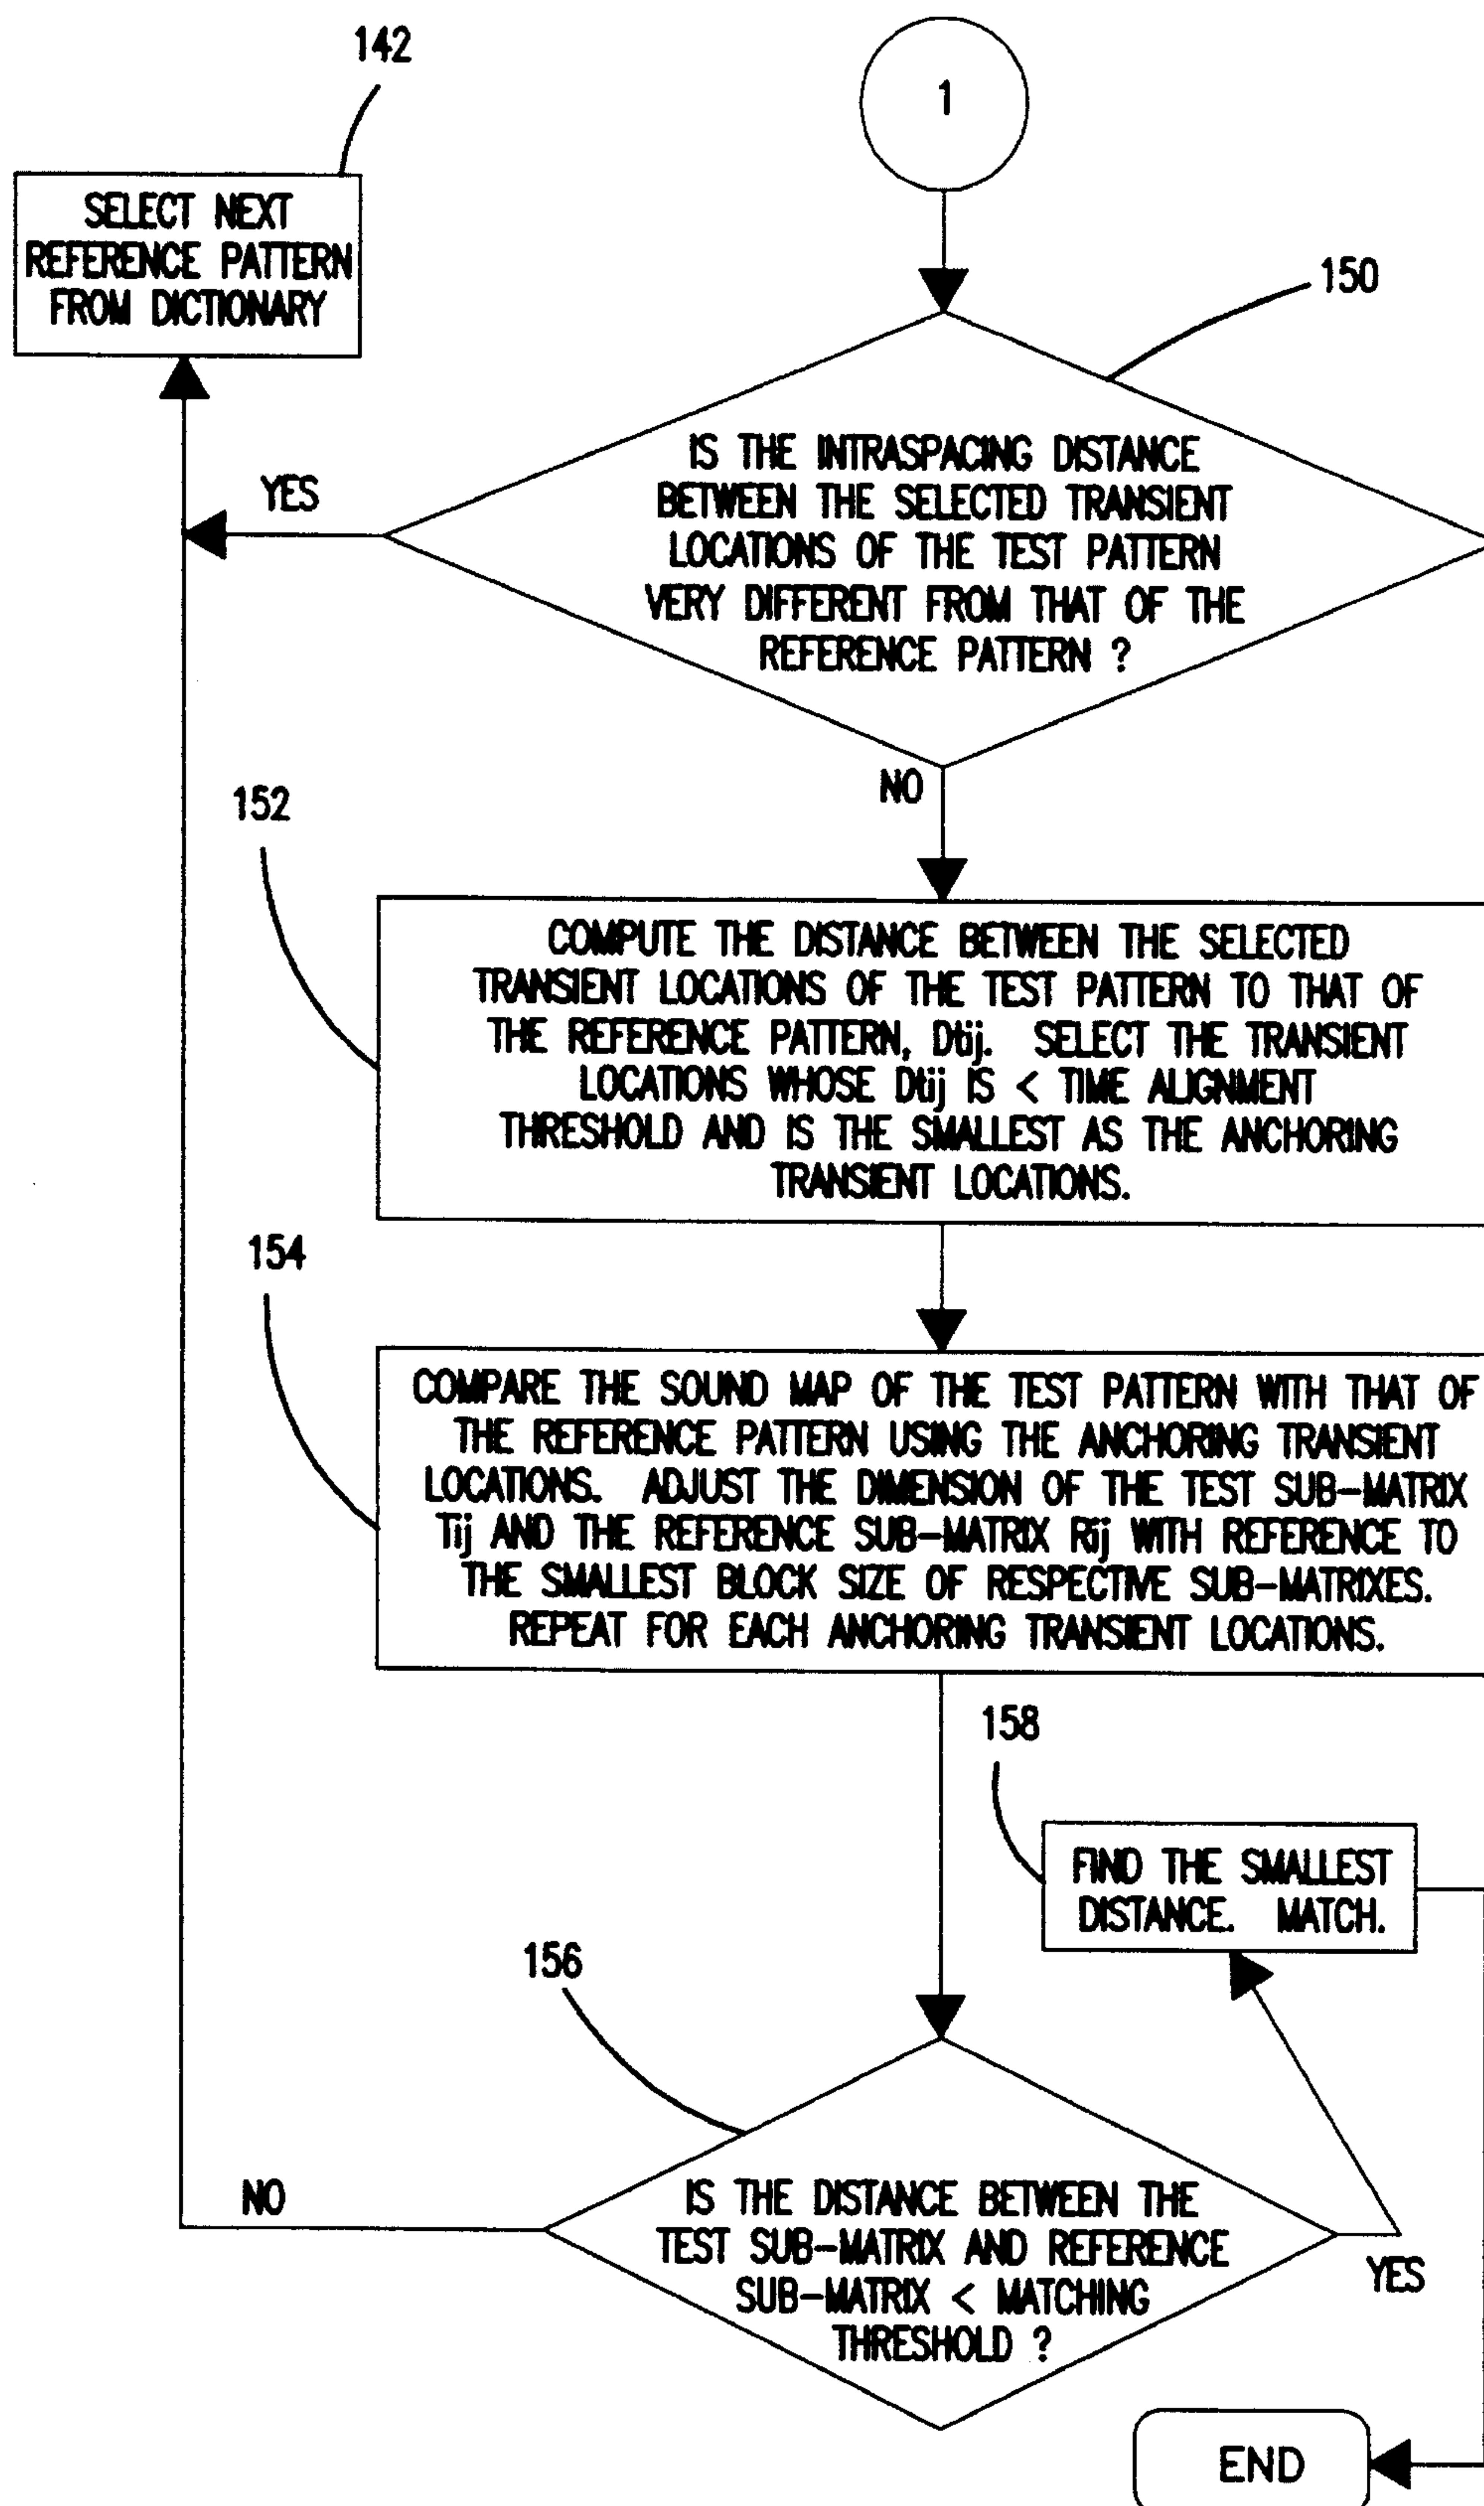 142
1
SELECT NEXT
REFERENCE PATTERN
FROM DICTIONARY
150
IS THE INTRASPACING DISTANCE
BETWEEN THE SELECTED TRANSIENT
LOCATIONS OF THE TEST PATTERN
VERY DIFFERENT FROM THAT OF THE
REFERENCE PATTERN ?
YES
NO
152
COMPUTE THE DISTANCE BETWEEN THE SELECTED
TRANSIENT LOCATIONS OF THE TEST PATTERN TO THAT OF
THE REFERENCE PATTERN, Dtij. SELECT THE TRANSIENT
LOCATIONS WHOSE Dtij IS < TIME ALIGNMENT
THRESHOLD AND IS THE SMALLEST AS THE ANCHORING
TRANSIENT LOCATIONS.
154
COMPARE THE SOUND MAP OF THE TEST PATTERN WITH THAT OF
THE REFERENCE PATTERN USING THE ANCHORING TRANSIENT
LOCATIONS. ADJUST THE DIMENSION OF THE TEST SUB-MATRIX
Tij AND THE REFERENCE SUB-MATRIX Rij WITH REFERENCE TO
THE SMALLEST BLOCK SIZE OF RESPECTIVE SUB-MATRIXES.
REPEAT FOR EACH ANCHORING TRANSIENT LOCATIONS.
158
FIND THE SMALLEST
DISTANCE. MATCH.
156
IS THE DISTANCE BETWEEN THE
TEST SUB-MATRIX AND REFERENCE
SUB-MATRIX < MATCHING
THRESHOLD ?
NO
YES
END